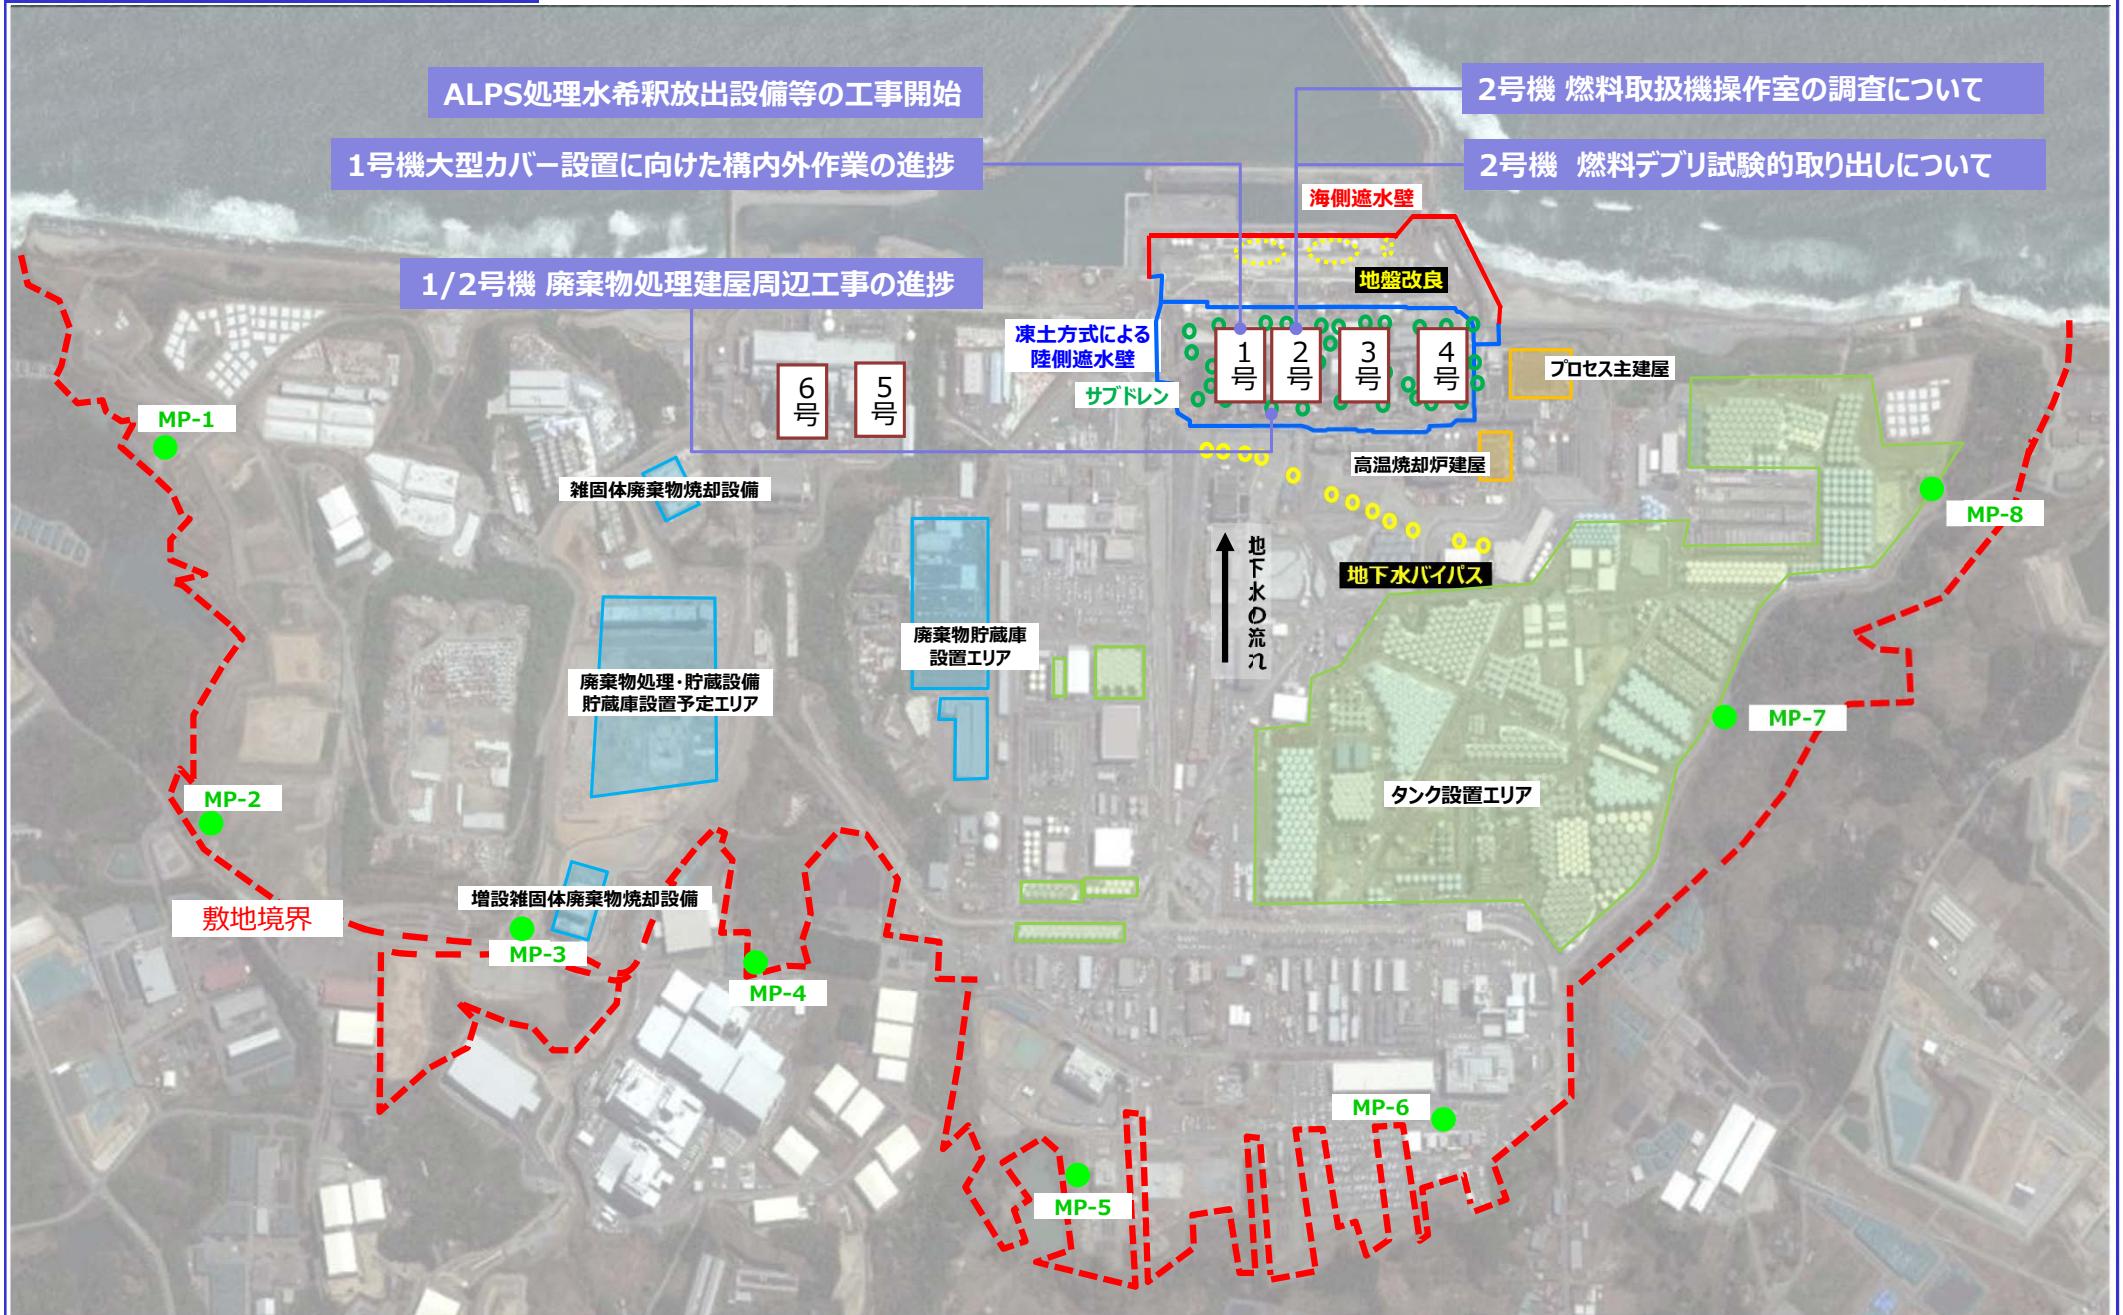 ALPS処理水希釈放出設備等の工事開始
2号機 燃料取扱機操作室の調査について
1号機大型カバー設置に向けた構内外作業の進捗
2号機 燃料デブリ試験的取り出しについて
海側遮水壁
1/2号機 廃棄物処理建屋周辺工事の進捗
地盤改良
凍土方式による
陸側遮水壁
サブドレン
1号
2号
3号
4号
プロセス主建屋
6号
5号
MP-1
高温焼却炉建屋
雑固体廃棄物焼却設備
MP-8
地下水の流れ
地下水バイパス
廃棄物貯蔵庫
設置エリア
廃棄物処理・貯蔵設備
貯蔵庫設置予定エリア
MP-7
MP-2
タンク設置エリア
増設雑固体廃棄物焼却設備
敷地境界
MP-3
MP-4
MP-6
MP-5